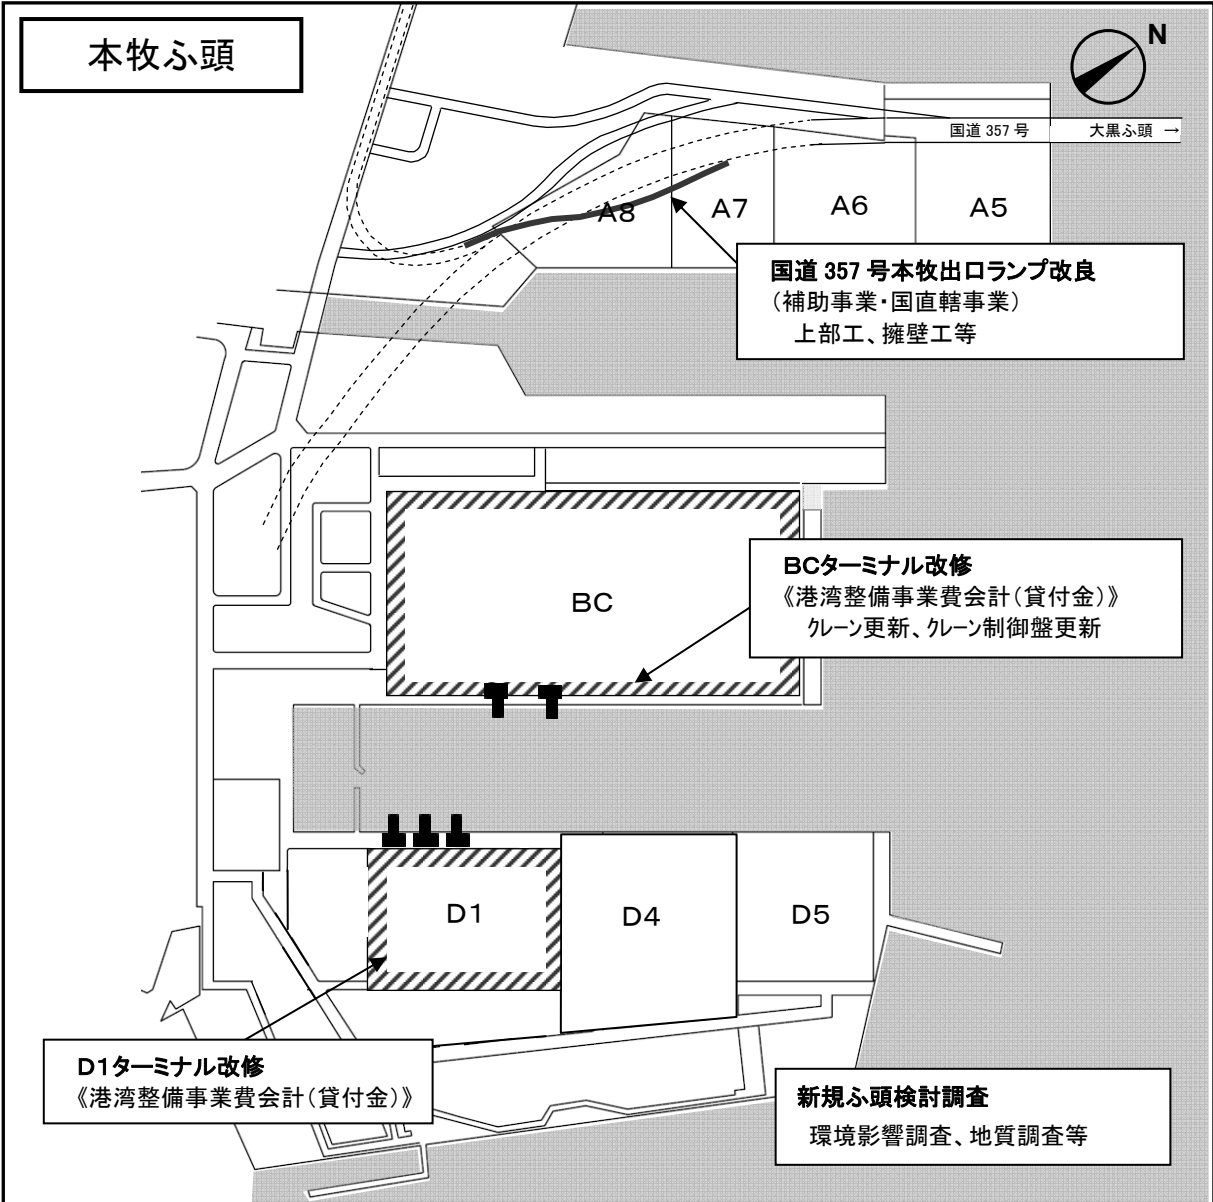 本牧ふ頭
N
国道 357 号
大黒ふ頭 →
A8
A7
A6
A5
国道 357 号本牧出口ランプ改良
（補助事業・国直轄事業）
上部工、擁壁工等
BC
BCターミナル改修
《港湾整備事業費会計（貸付金）》
クレーン更新、クレーン制御盤更新
D1
D4
D5
D1ターミナル改修
《港湾整備事業費会計（貸付金）》
新規ふ頭検討調査
環境影響調査、地質調査等